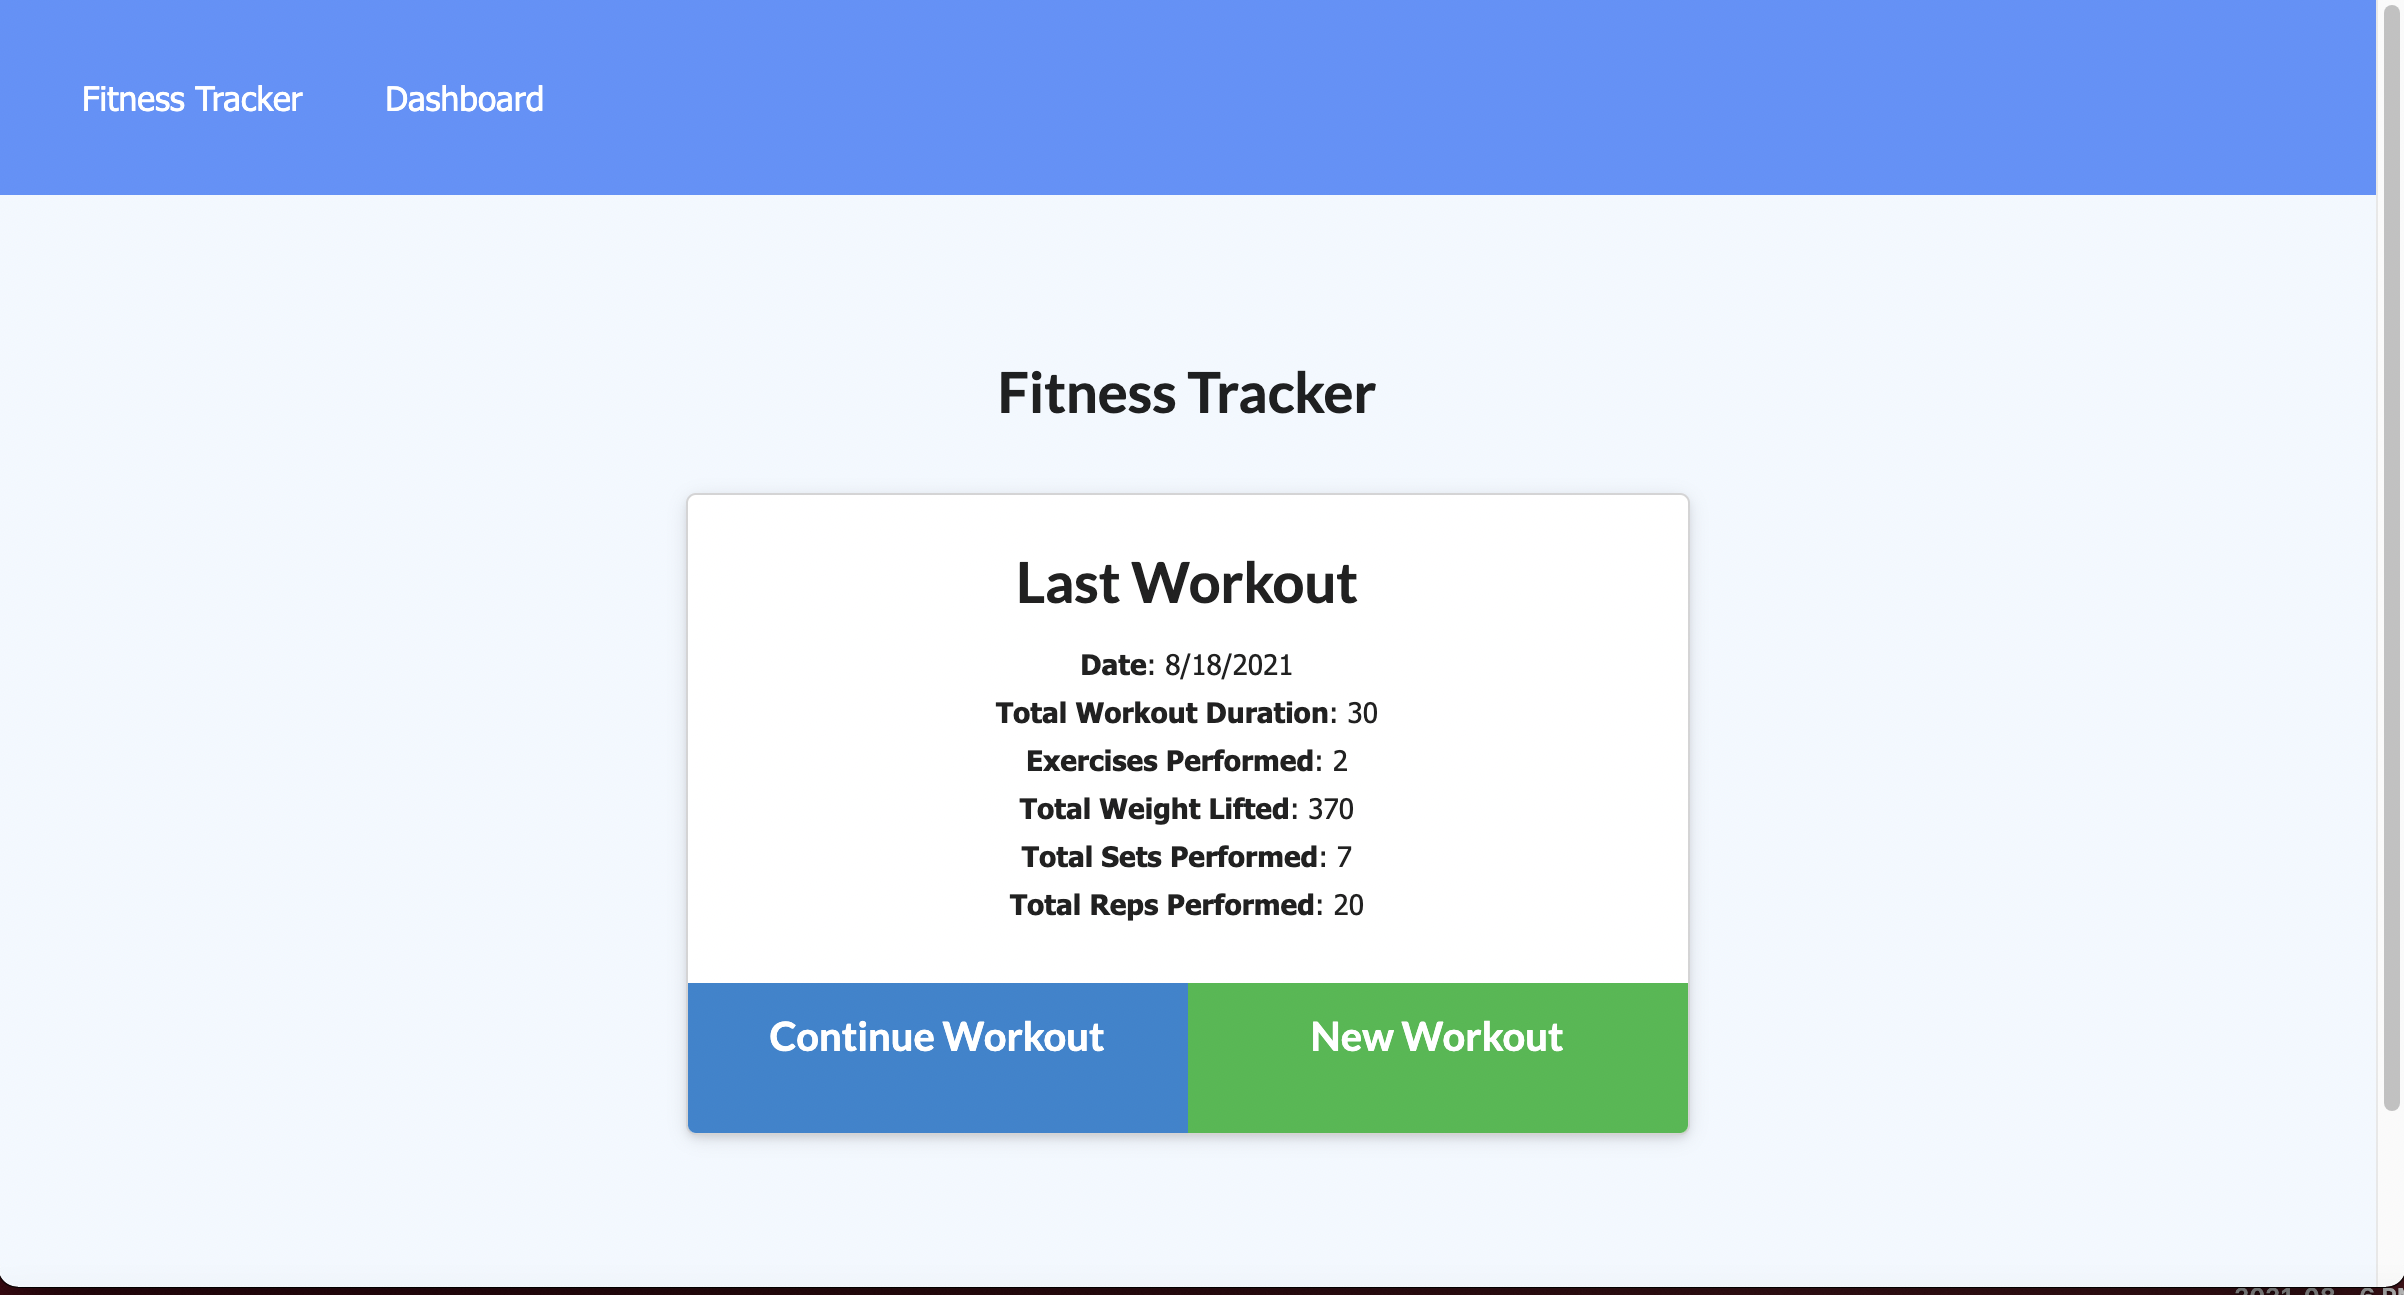 Fitness Tracker Dashboard
Fitness Tracker
Last Workout
Date: 8/18/2021
Total Workout Duration: 30
Exercises Performed: 2
Total Weight Lifted: 370
Total Sets Performed: 7
Total Reps Performed: 20
Continue Workout New Workout